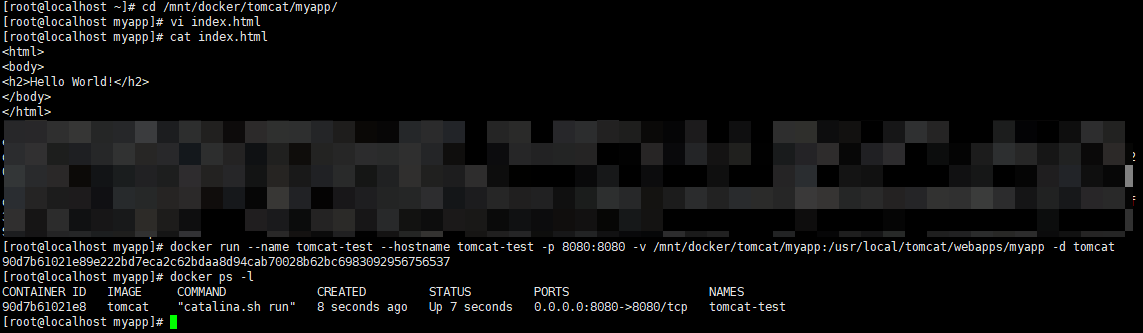 [root@localhost ~]# cd /mnt/docker/tomcat/myapp/
[root@localhost myapp]# vi index.html
[root@localhost myapp]# cat index.html
<html>
<body>
<h2>Hello World!</h2>
</body>
</html>
[root@localhost myapp]# docker run --name tomcat-test --hostname tomcat-test -p 8080:8080 -v /mnt/docker/tomcat/myapp:/usr/local/tomcat/webapps/myapp -d tomcat
90d7b61021e89e222bd7eca2c62bdaa8d94cab70028b62bc6983092956756537
[root@localhost myapp]# docker ps -l
CONTAINER ID   IMAGE    COMMAND             CREATED         STATUS         PORTS                    NAMES
90d7b61021e8   tomcat   "catalina.sh run"   8 seconds ago   Up 7 seconds   0.0.0.0:8080->8080/tcp   tomcat-test
[root@localhost myapp]#